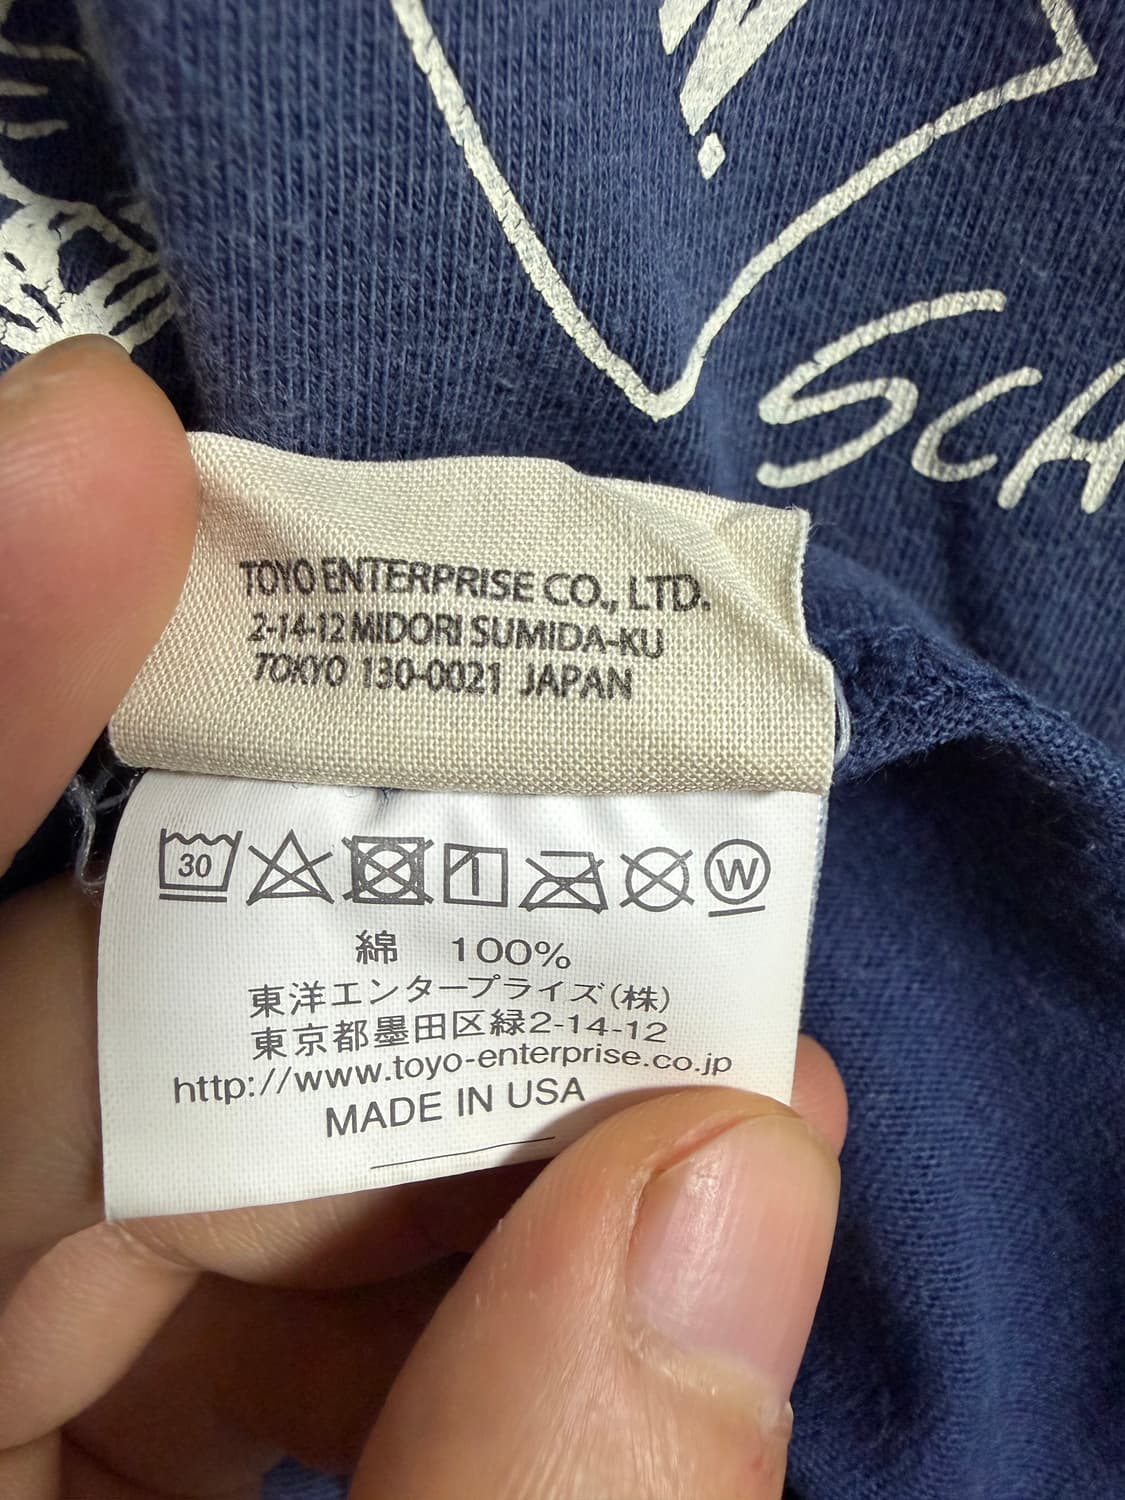 SCHA
TOYO ENTERPRISE CO., LTD.
2-14-12 MIDORI SUMIDA-KU
TOKYO 130-0021 JAPAN
30 W
綿 100%
東洋エンタープライズ(株)
東京都墨田区緑2-14-12
http://www.toyo-enterprise.co.jp
MADE IN USA